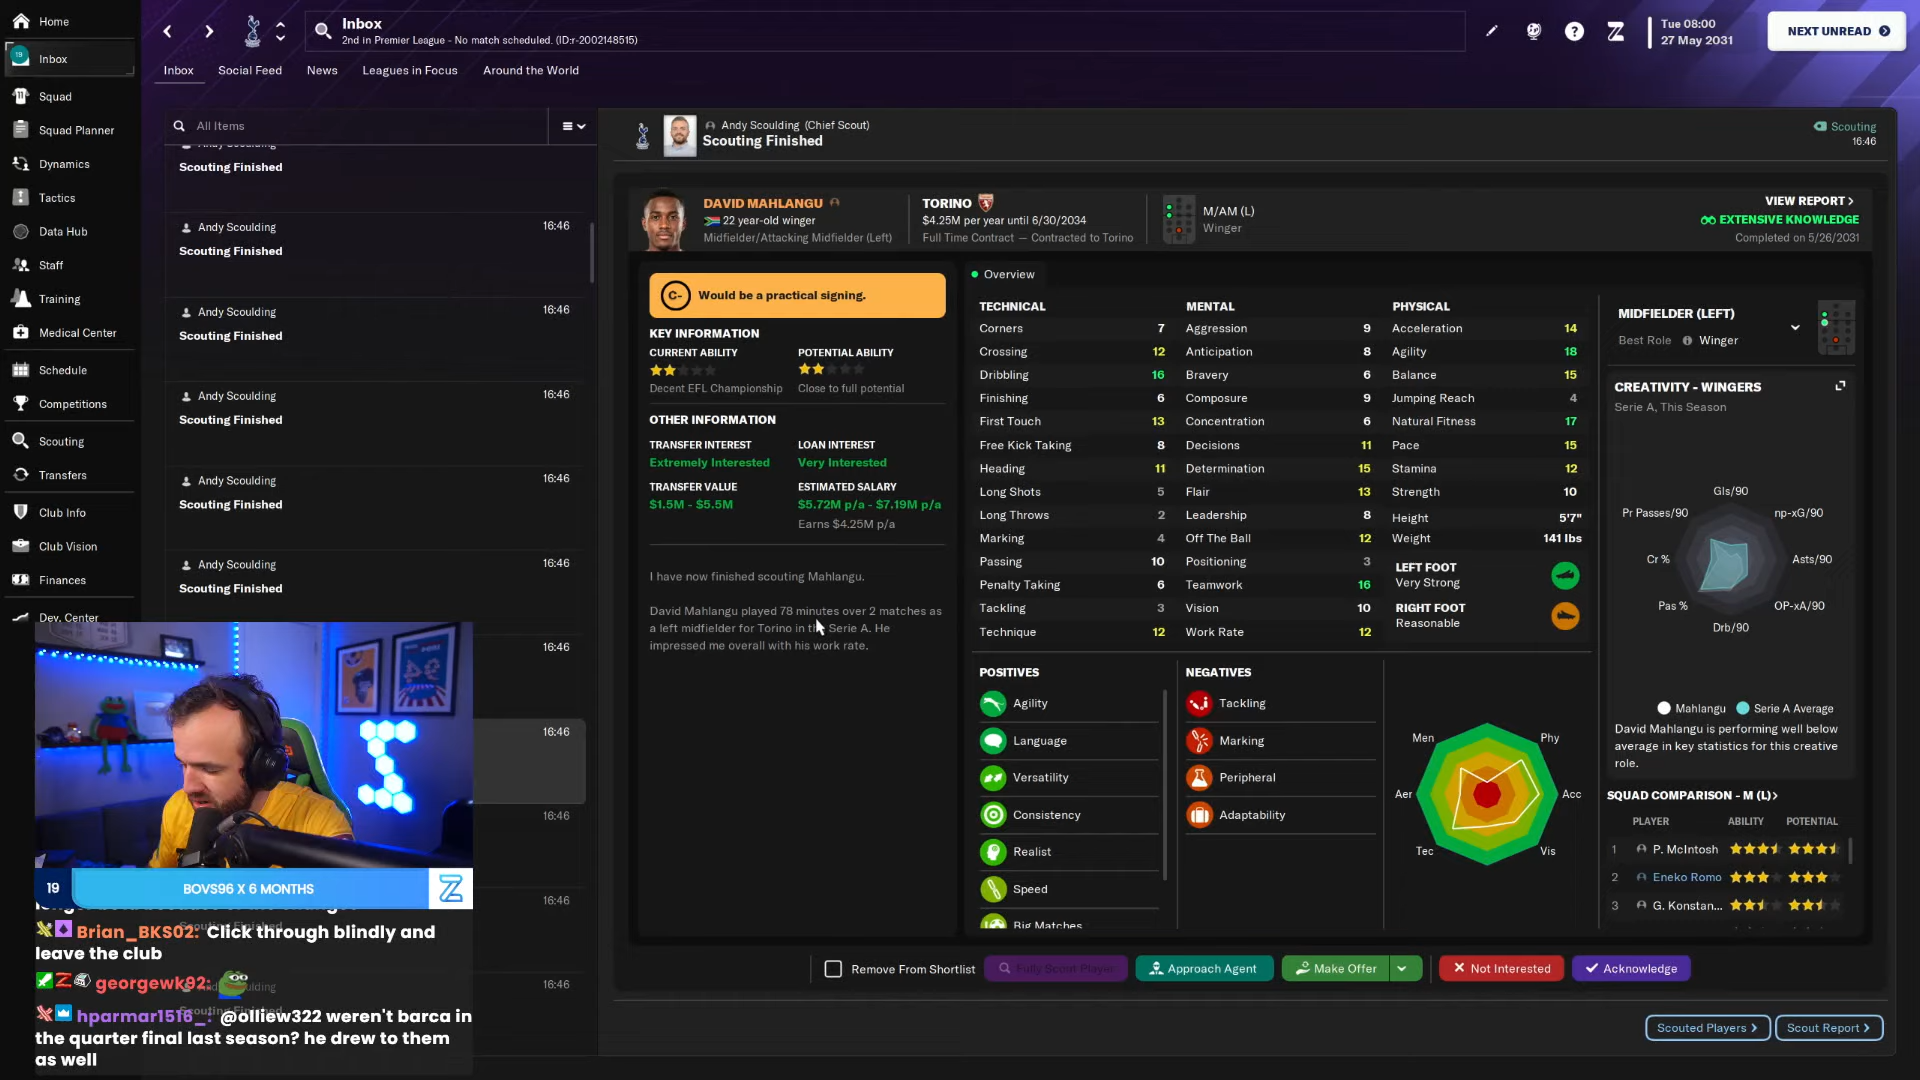 Home
Inbox
Squad
Squad Planner
Dynamics
Tactics
Data Hub
Staff
Training
Medical Center
Schedule
Competitions
Scouting
Transfers
Club Info
Club Vision
Finances
Dev. Center
Inbox
2nd in Premier League - No match scheduled. (ID:r-2002148515)
Tue 08:00
27 May 2031
NEXT UNREAD
Inbox
Social Feed
News
Leagues in Focus
Around the World
All Items
Scouting Finished
Andy Scoulding 16:46
Scouting Finished
Andy Scoulding 16:46
Scouting Finished
Andy Scoulding 16:46
Scouting Finished
Andy Scoulding 16:46
Scouting Finished
Andy Scoulding 16:46
Scouting Finished
16:46
16:46
16:46
16:46
16:46
Andy Scoulding (Chief Scout)
Scouting Finished
Scouting
16:46
DAVID MAHLANGU
22 year-old winger
Midfielder/Attacking Midfielder (Left)
TORINO
$4.25M per year until 6/30/2034
Full Time Contract — Contracted to Torino
M/AM (L)
Winger
VIEW REPORT
EXTENSIVE KNOWLEDGE
Completed on 5/26/2031
C- Would be a practical signing.
KEY INFORMATION
CURRENT ABILITY
Decent EFL Championship
POTENTIAL ABILITY
Close to full potential
OTHER INFORMATION
TRANSFER INTEREST
Extremely Interested
LOAN INTEREST
Very Interested
TRANSFER VALUE
$1.5M - $5.5M
ESTIMATED SALARY
$5.72M p/a - $7.19M p/a
Earns $4.25M p/a
I have now finished scouting Mahlangu.
David Mahlangu played 78 minutes over 2 matches as
a left midfielder for Torino in the Serie A. He
impressed me overall with his work rate.
Overview
TECHNICAL
Corners 7
Crossing 12
Dribbling 16
Finishing 6
First Touch 13
Free Kick Taking 8
Heading 11
Long Shots 5
Long Throws 2
Marking 4
Passing 10
Penalty Taking 6
Tackling 3
Technique 12
MENTAL
Aggression 9
Anticipation 8
Bravery 6
Composure 9
Concentration 6
Decisions 11
Determination 15
Flair 13
Leadership 8
Off The Ball 12
Positioning 3
Teamwork 16
Vision 10
Work Rate 12
PHYSICAL
Acceleration 14
Agility 18
Balance 15
Jumping Reach 4
Natural Fitness 17
Pace 15
Stamina 12
Strength 10
Height 5'7"
Weight 141 lbs
LEFT FOOT
Very Strong
RIGHT FOOT
Reasonable
POSITIVES
Agility
Language
Versatility
Consistency
Realist
Speed
Big Matches
NEGATIVES
Tackling
Marking
Peripheral
Adaptability
Men
Phy
Aer
Acc
Tec
Vis
MIDFIELDER (LEFT)
Best Role Winger
CREATIVITY - WINGERS
Serie A, This Season
Gls/90
Pr Passes/90
np-xG/90
Cr %
Asts/90
Pas %
OP-xA/90
Drb/90
Mahlangu
Serie A Average
David Mahlangu is performing well below
average in key statistics for this creative
role.
SQUAD COMPARISON - M (L)
PLAYER ABILITY POTENTIAL
1 P. McIntosh
2 Eneko Romo
3 G. Konstan...
Remove From Shortlist
Fully Scout Player
Approach Agent
Make Offer
Not Interested
Acknowledge
Scouted Players
Scout Report
19
BOVS96 X 6 MONTHS
Brian_BKS02: Click through blindly and
leave the club
georgewk92:
hparmar1516_: @olliew322 weren't barca in
the quarter final last season? he drew to them
as well